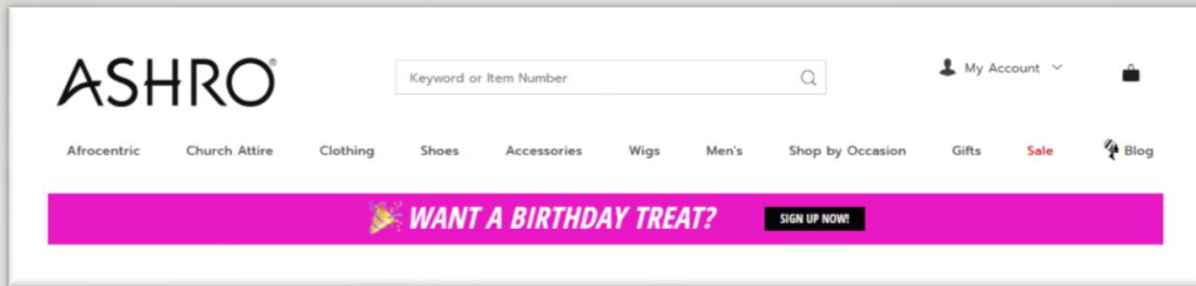 ASHRO®
Keyword or Item Number
My Account
Afrocentric Church Attire Clothing Shoes Accessories Wigs Men's Shop by Occasion Gifts Sale Blog
WANT A BIRTHDAY TREAT? SIGN UP NOW!